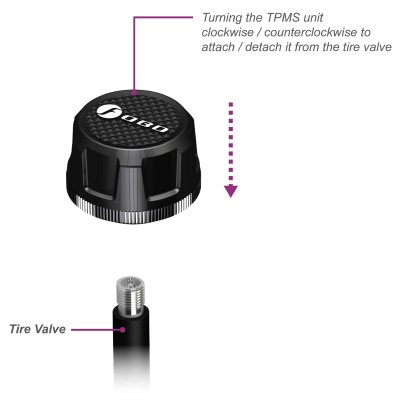 Turning the TPMS unit
clockwise / counterclockwise to
attach / detach it from the tire valve
FOBO
Tire Valve